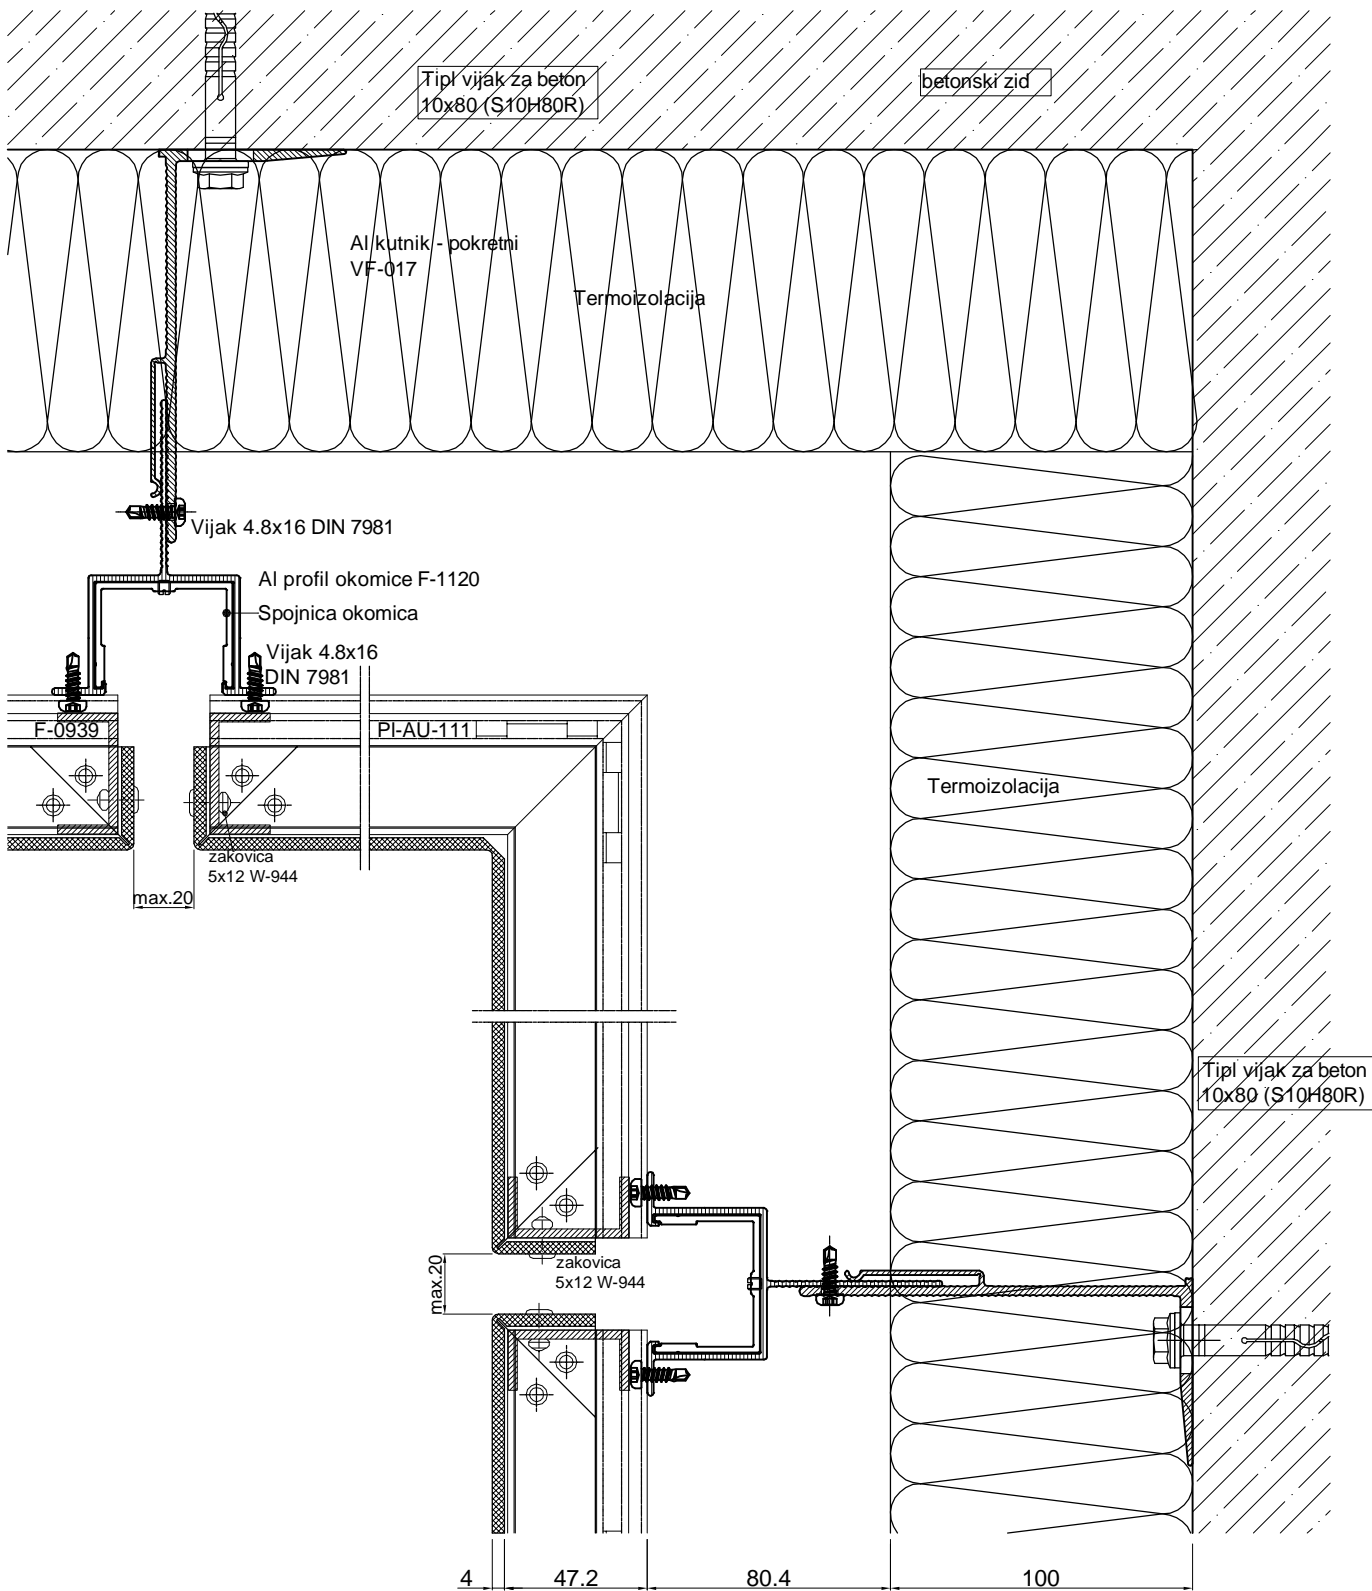 Tipl vijak za beton
10x80 (S10H80R)
betonski zid
Al kutnik - pokretni
VF-017
Termoizolacija
Vijak 4.8x16 DIN 7981
Al profil okomice F-1120
Spojnica okomica
Vijak 4.8x16
DIN 7981
F-0939
PI-AU-111
Termoizolacija
zakovica
5x12 W-944
max.20
Tipl vijak za beton
10x80 (S10H80R)
max.20
zakovica
5x12 W-944
4
47.2
80.4
100